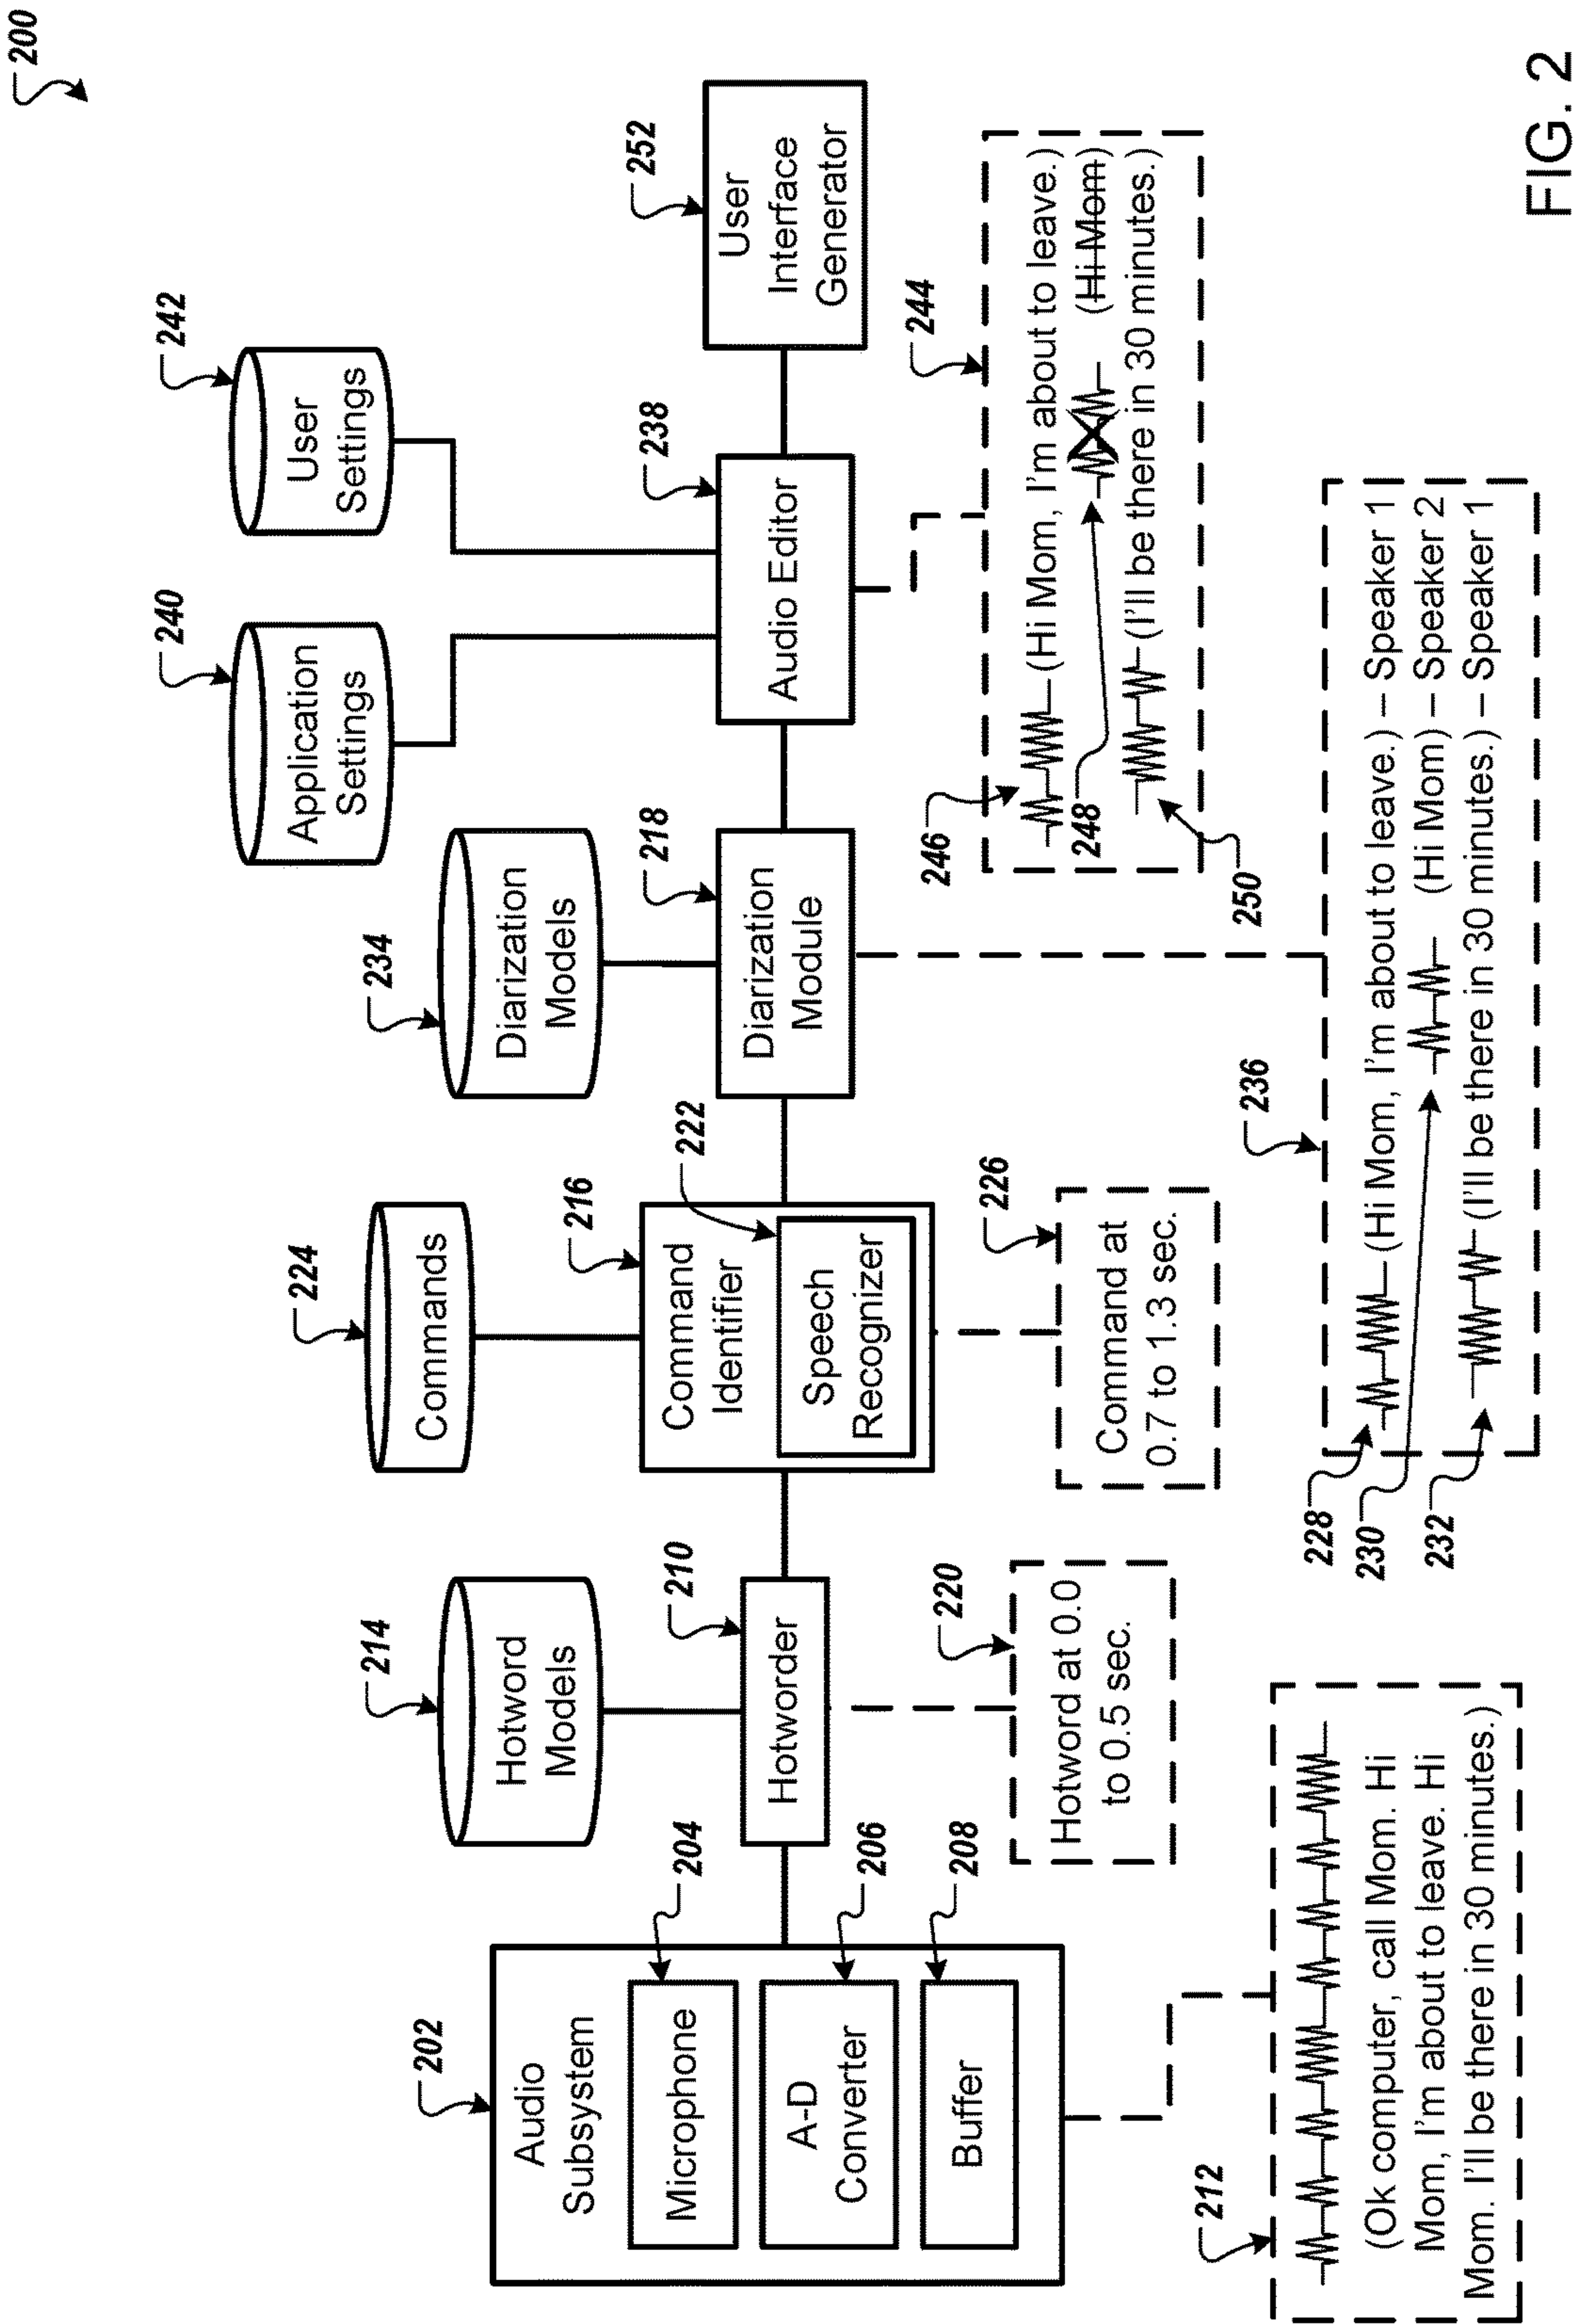 200
202
Audio
Subsystem
204
Microphone
206
A-D
Converter
208
Buffer
212
(Ok computer, call Mom. Hi
Mom, I'm about to leave. Hi
Mom. I'll be there in 30 minutes.)
214
Hotword
Models
210
Hotworder
220
Hotword at 0.0
to 0.5 sec.
224
Commands
216
Command
Identifier
222
Speech
Recognizer
226
Command at
0.7 to 1.3 sec.
234
Diarization
Models
218
Diarization
Module
236
228
(Hi Mom, I'm about to leave.) – Speaker 1
230
(Hi Mom) – Speaker 2
232
(I'll be there in 30 minutes.) – Speaker 1
240
Application
Settings
242
User
Settings
238
Audio Editor
244
246
(Hi Mom, I'm about to leave.)
248
(Hi Mom)
250
(I'll be there in 30 minutes.)
252
User
Interface
Generator
FIG. 2